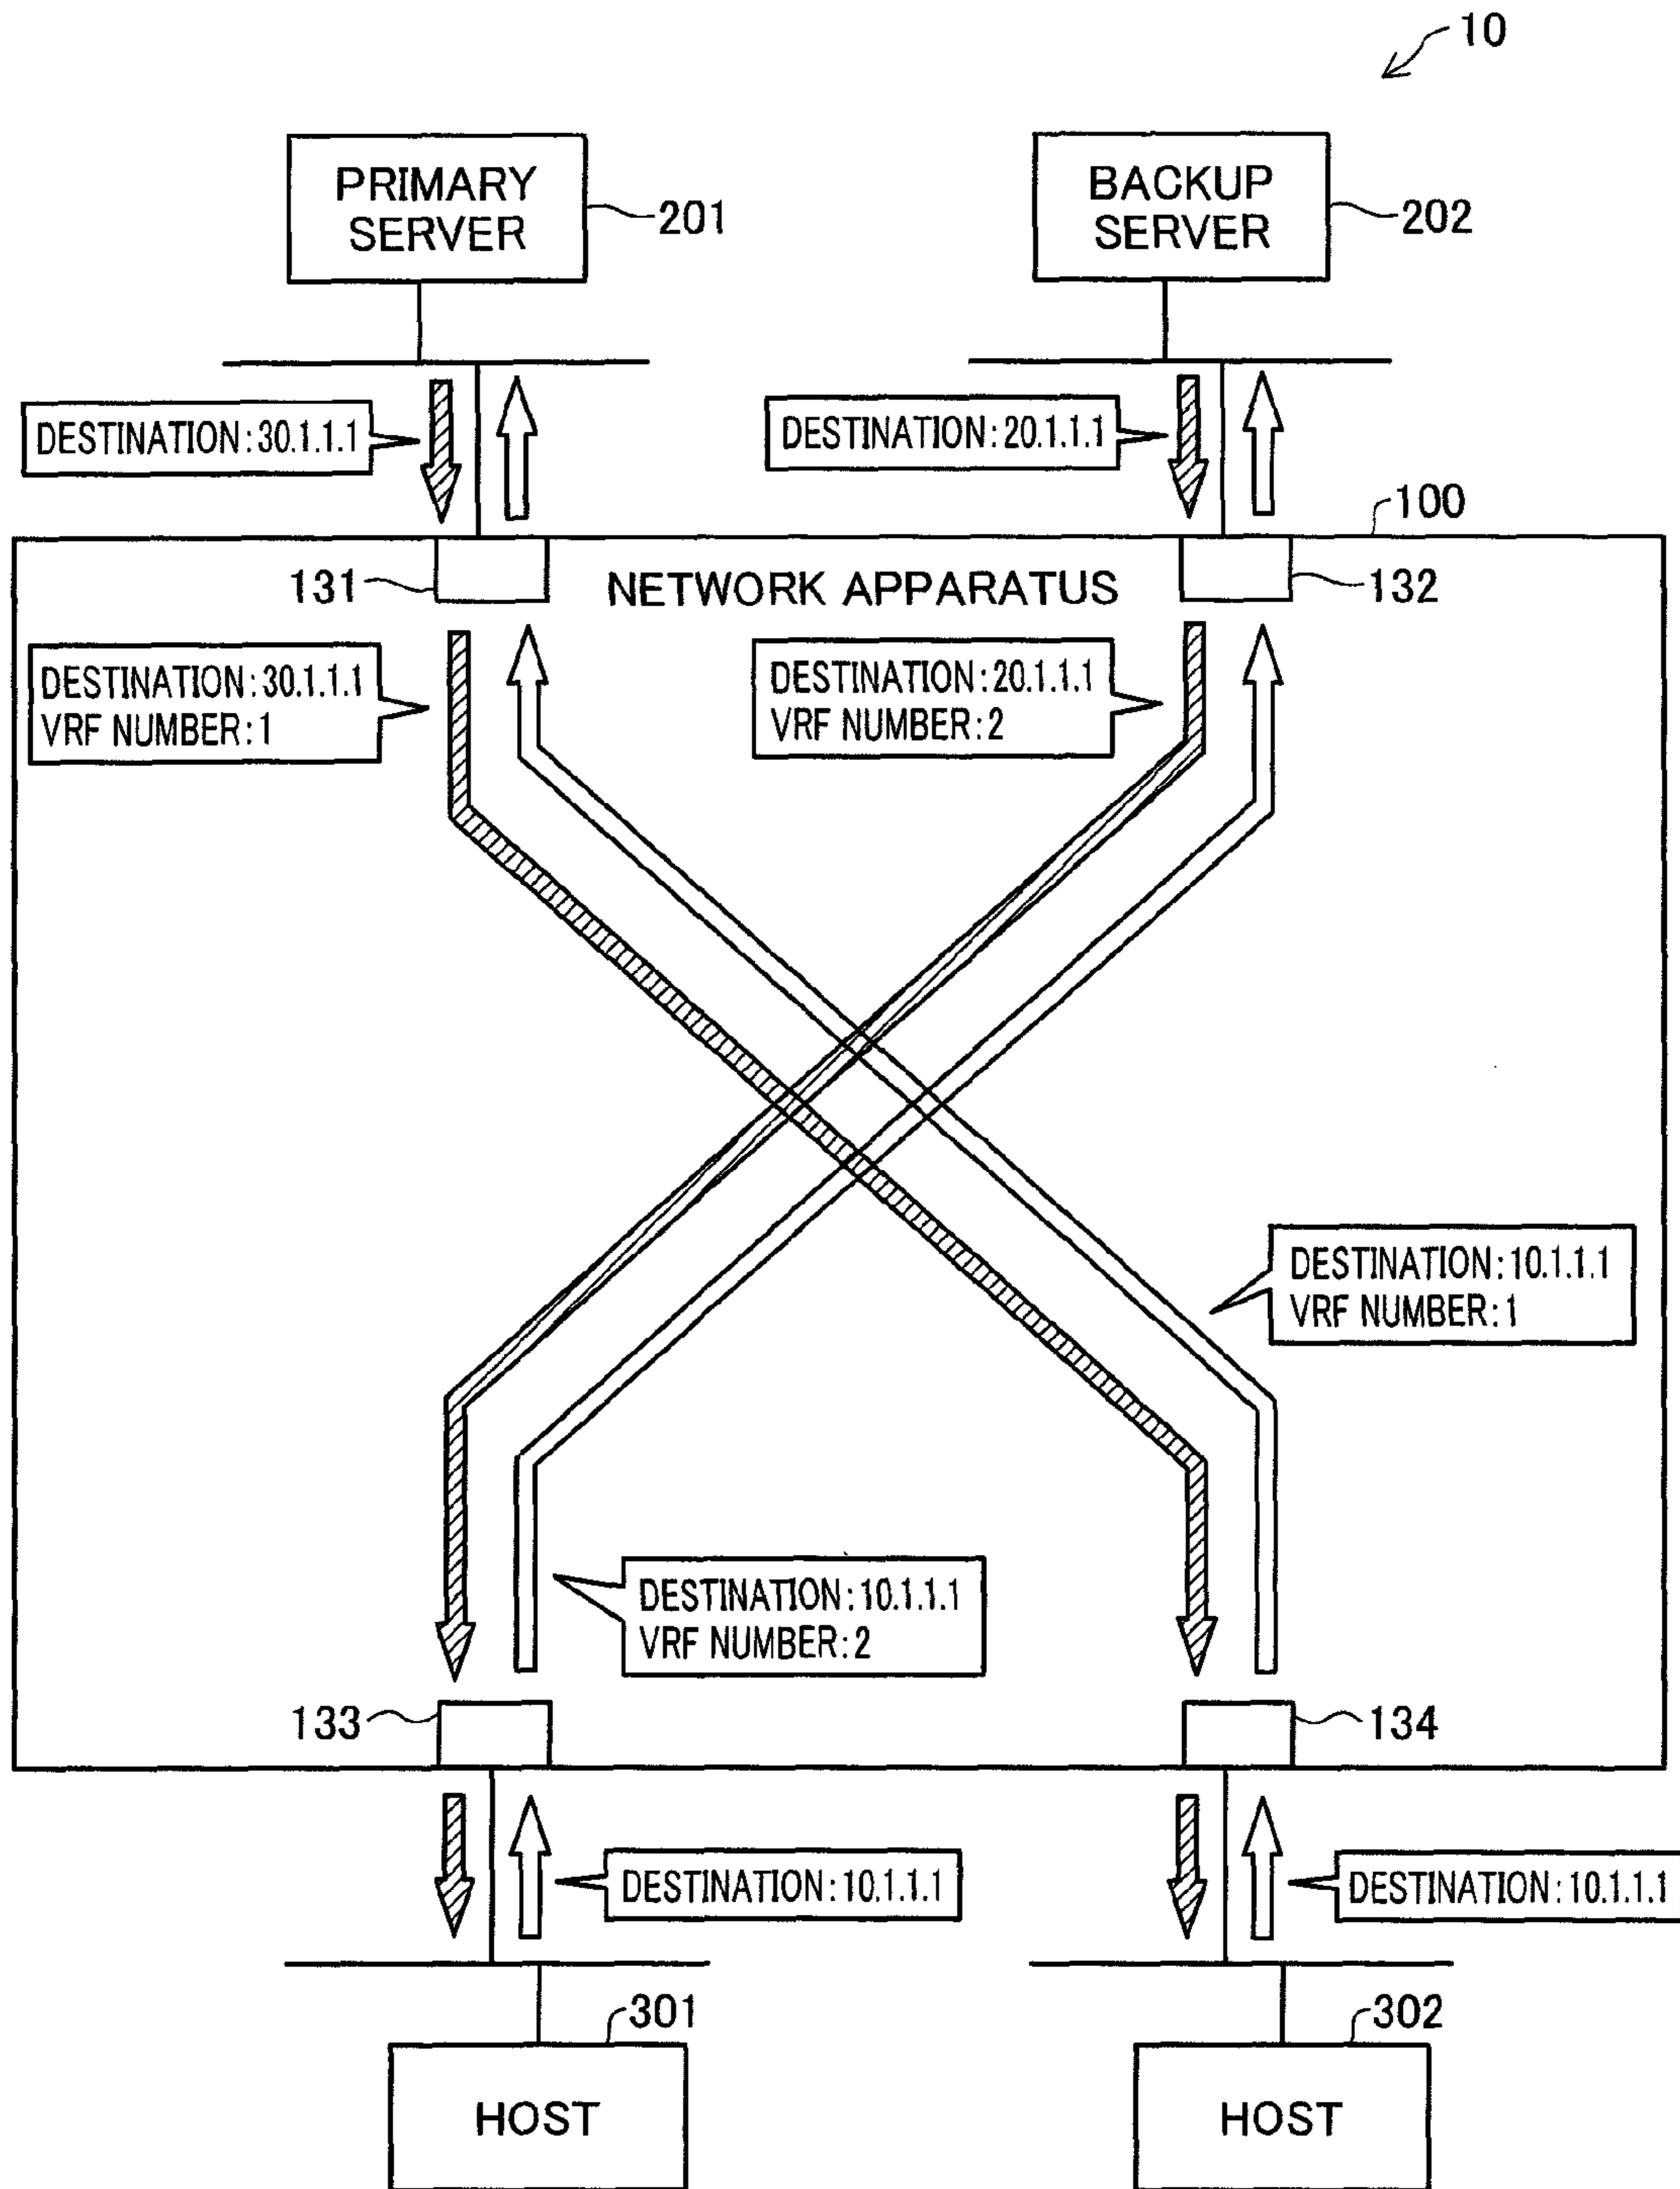 10
PRIMARY
SERVER
201
BACKUP
SERVER
202
DESTINATION:30.1.1.1
DESTINATION:20.1.1.1
100
131
NETWORK APPARATUS
132
DESTINATION:30.1.1.1
VRF NUMBER:1
DESTINATION:20.1.1.1
VRF NUMBER:2
DESTINATION:10.1.1.1
VRF NUMBER:1
DESTINATION:10.1.1.1
VRF NUMBER:2
133
134
DESTINATION:10.1.1.1
DESTINATION:10.1.1.1
301
302
HOST
HOST